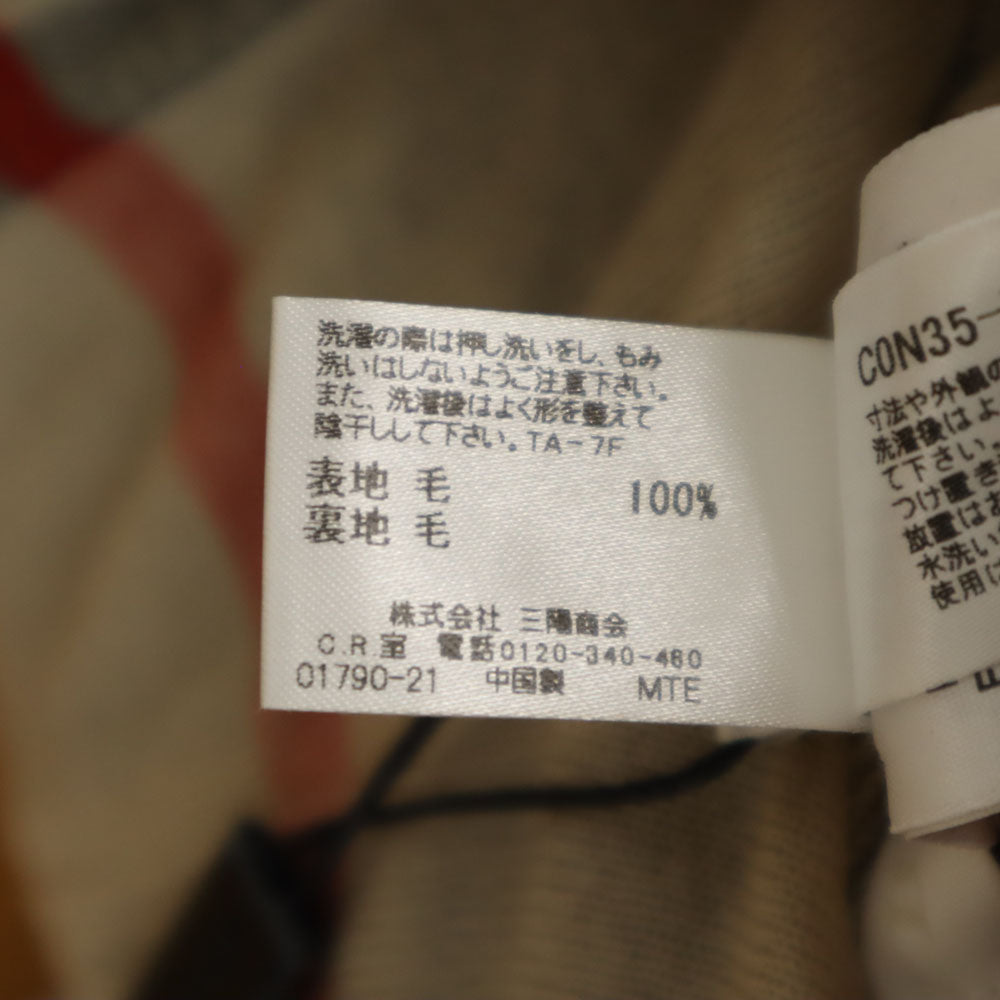 洗濯の際は押し洗いをし、もみ
洗いはしないようご注意下さい。
また、洗濯後はよく形を整えて
陰干しして下さい。TA-7F
表地 毛 100%
裏地 毛
株式会社 三陽商会
C.R室 電話0120-340-460
01790-21 中国製 MTE
CON35-
寸法や外観の
洗濯後はよ
て下さい。
つけ置き
放置はお
水洗い
使用は